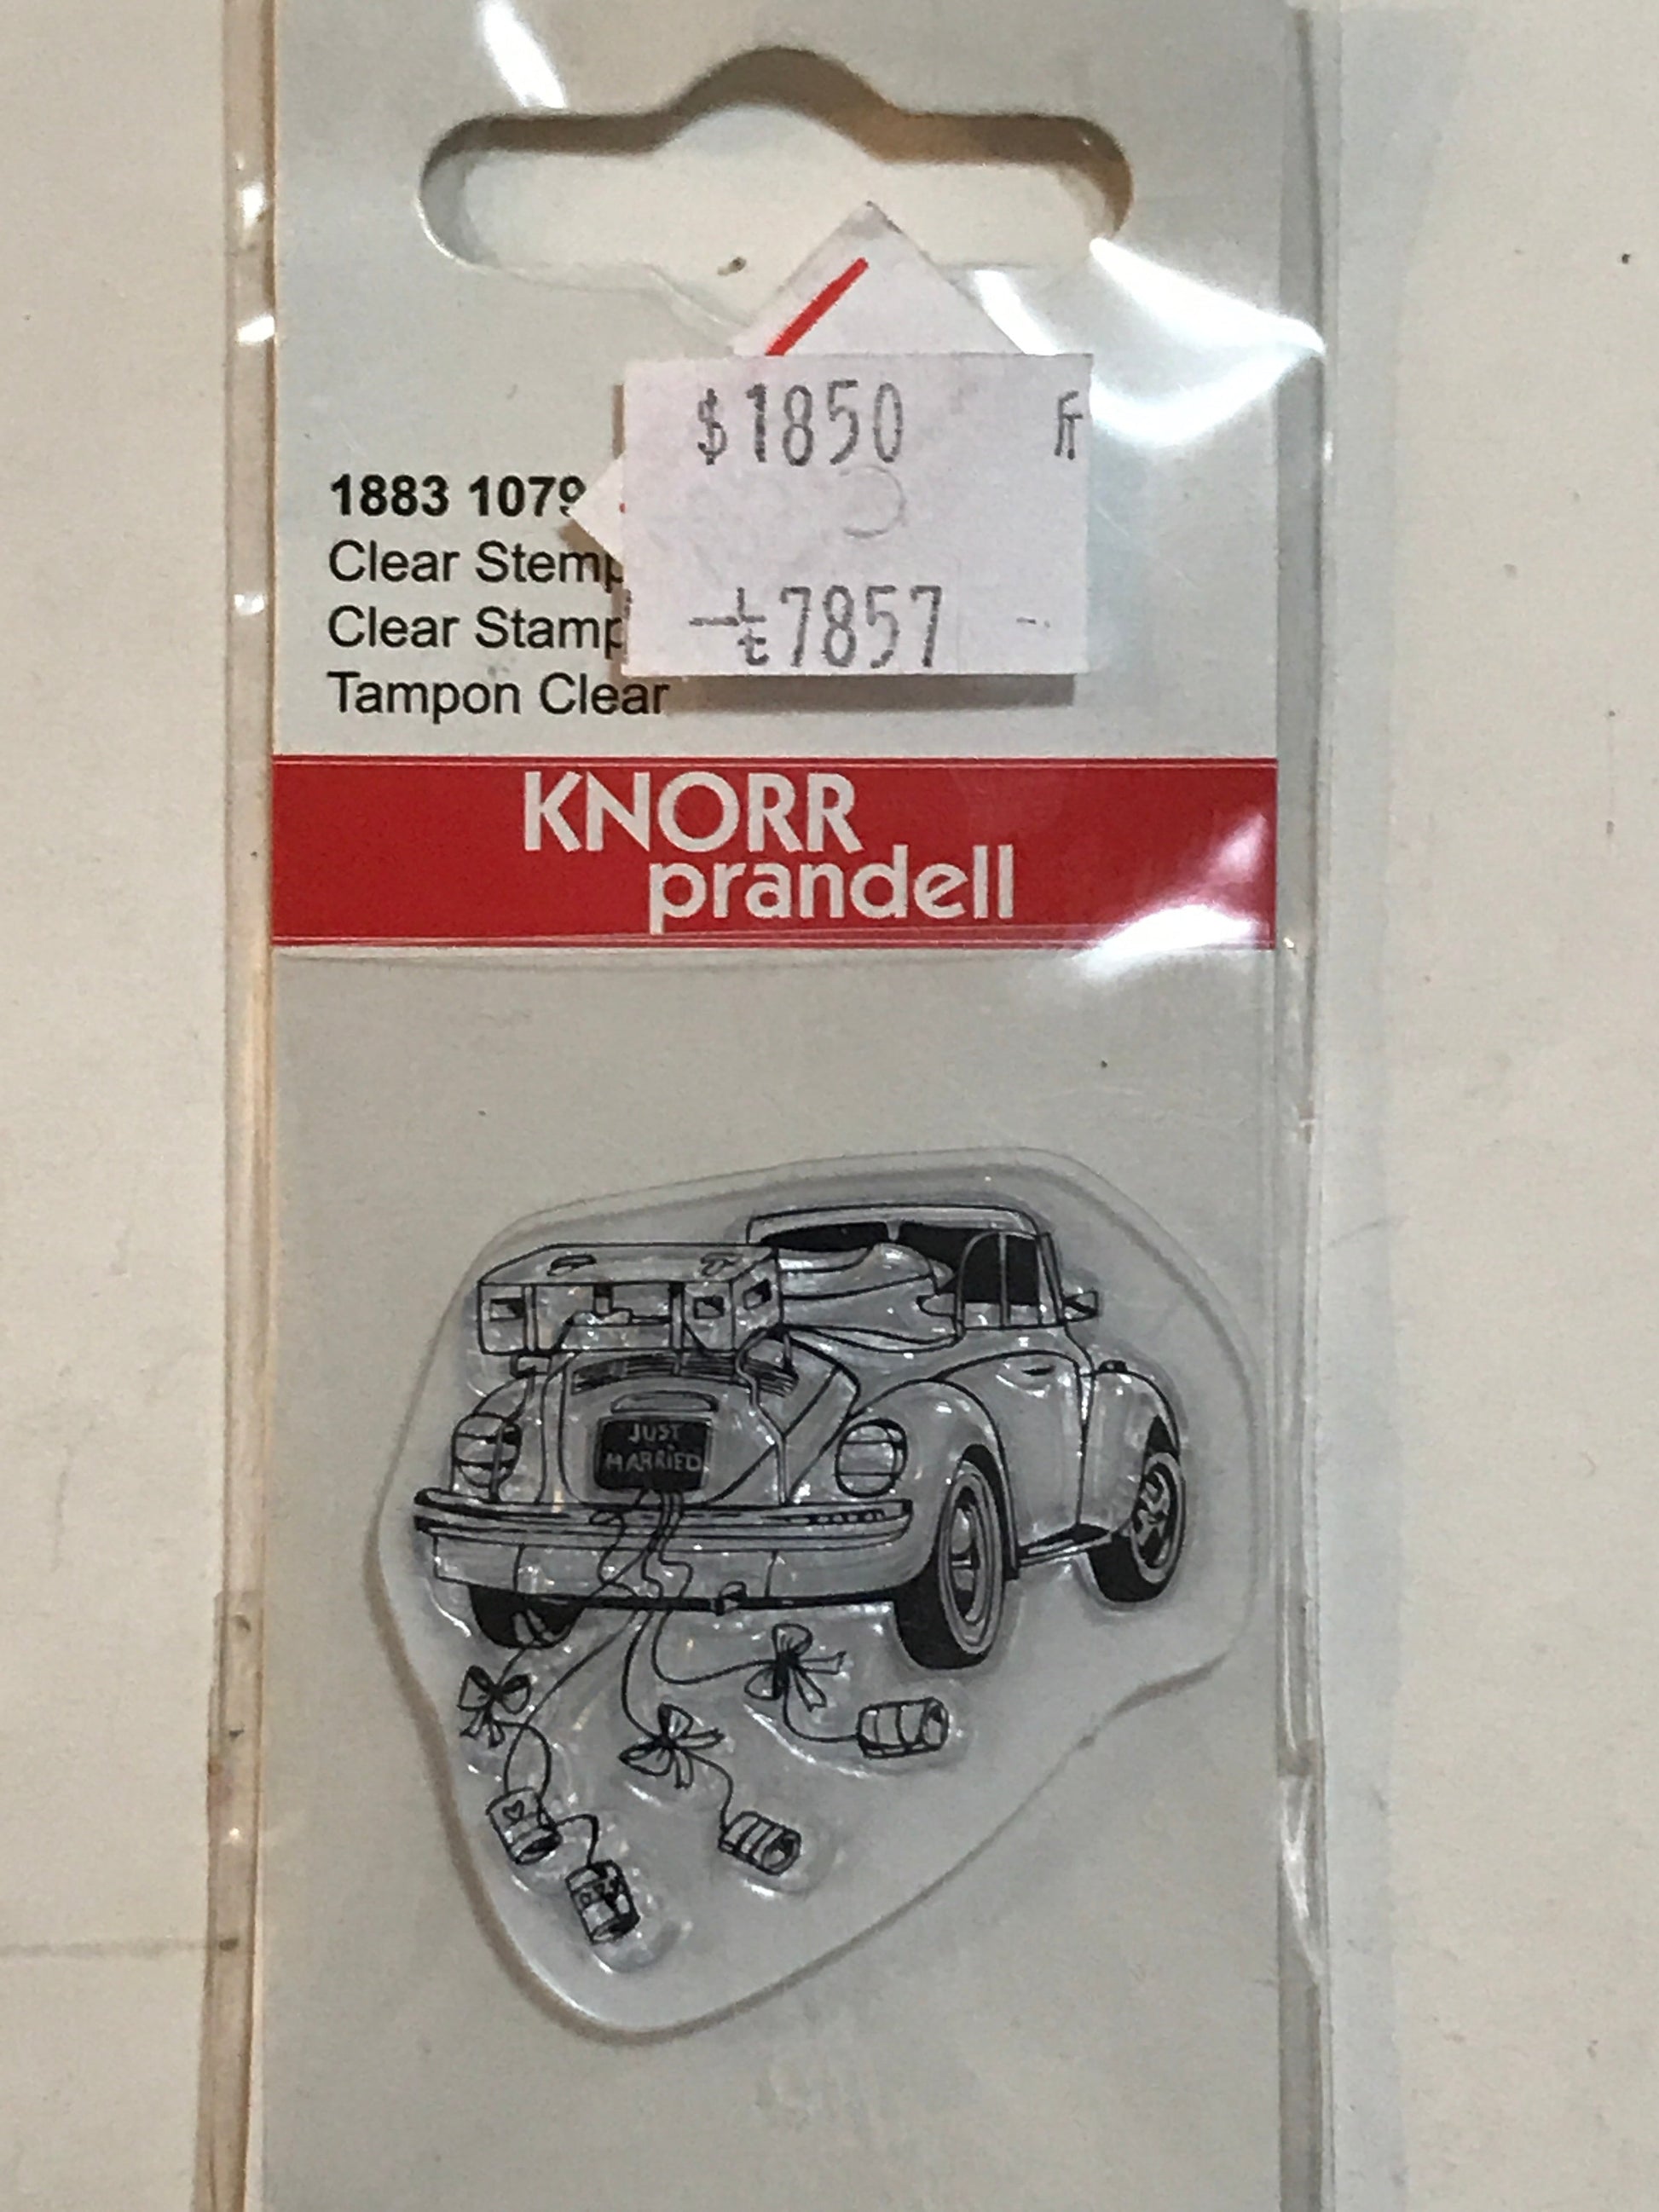 $1850
1883 1079
Clear Stemp
Clear Stamp
7857
Tampon Clear
KNORR
prandell
JUST
MARRIED